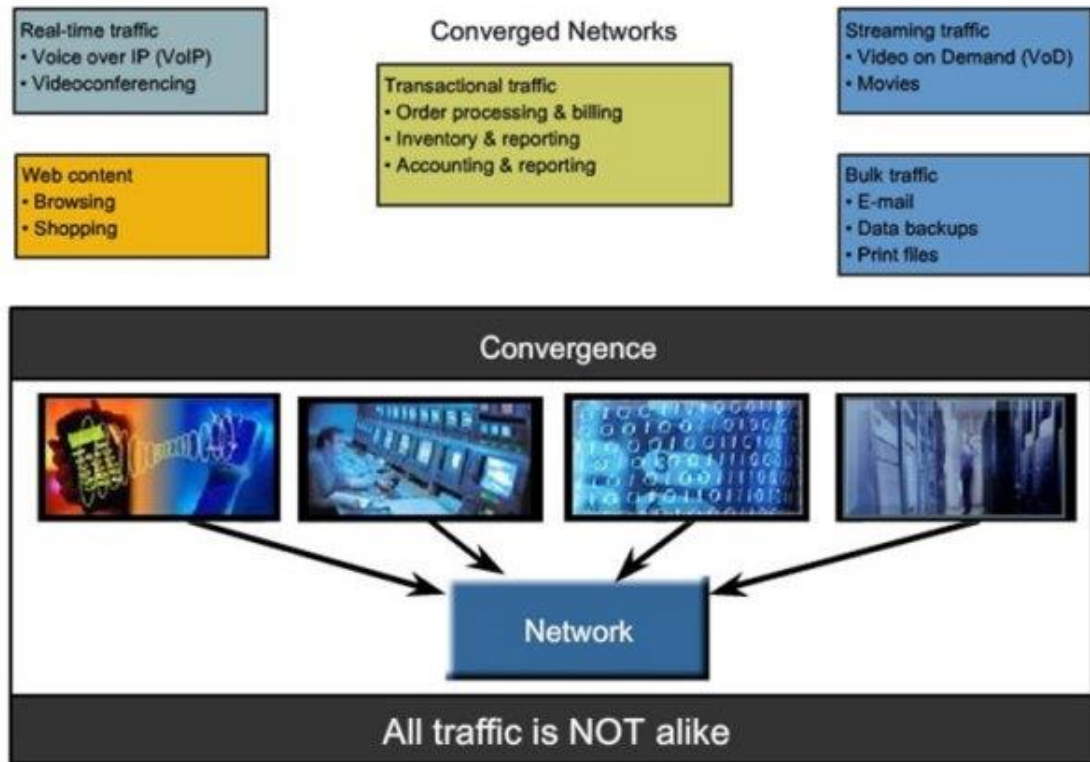 Converged Networks
Real-time traffic
• Voice over IP (VoIP)
• Videoconferencing
Transactional traffic
• Order processing & billing
• Inventory & reporting
• Accounting & reporting
Streaming traffic
• Video on Demand (VoD)
• Movies
Web content
• Browsing
• Shopping
Bulk traffic
• E-mail
• Data backups
• Print files
Convergence
Network
All traffic is NOT alike